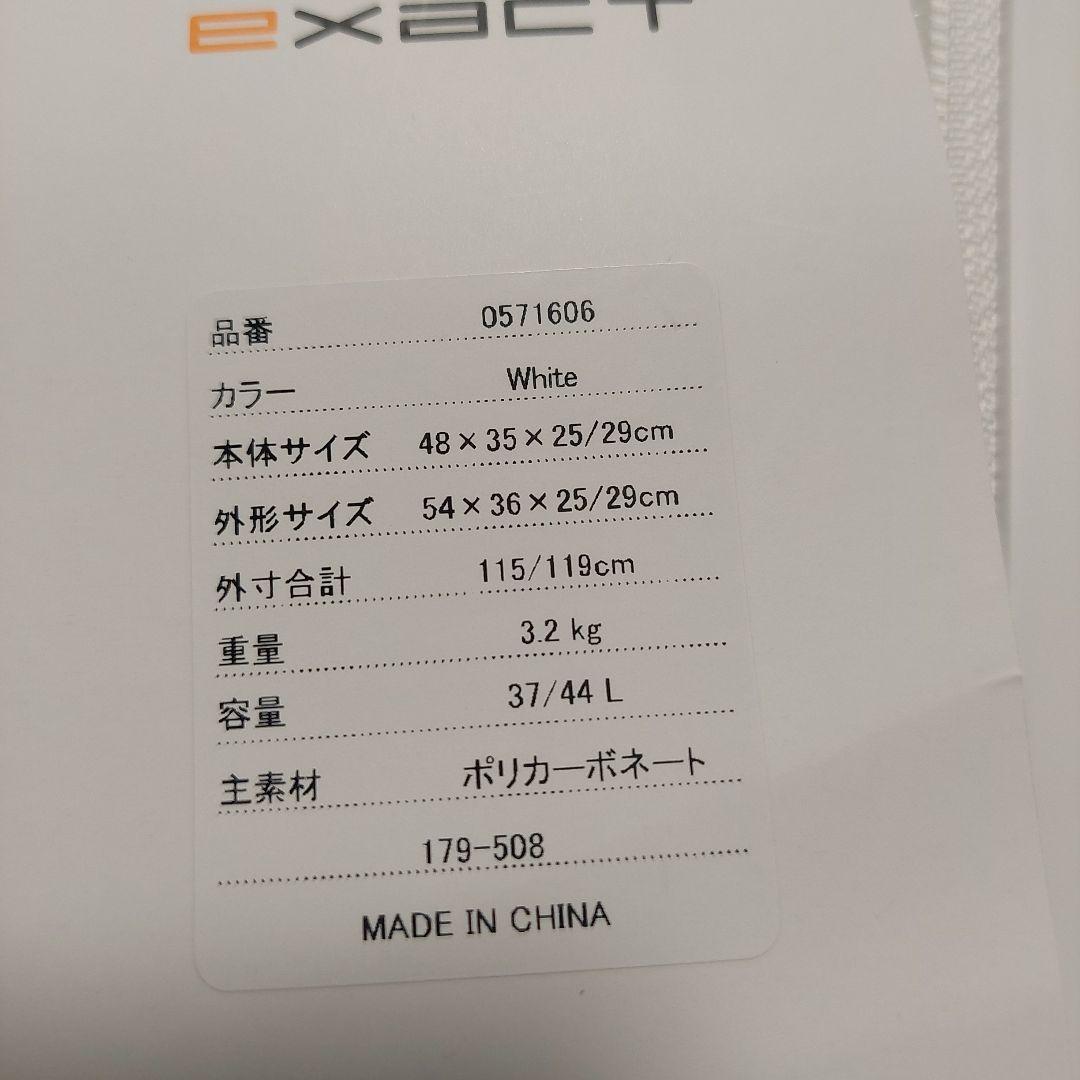 exact
品番 0571606
カラー White
本体サイズ 48×35×25/29cm
外形サイズ 54×36×25/29cm
外寸合計 115/119cm
重量 3.2 kg
容量 37/44 L
主素材 ポリカーボネート
179-508
MADE IN CHINA